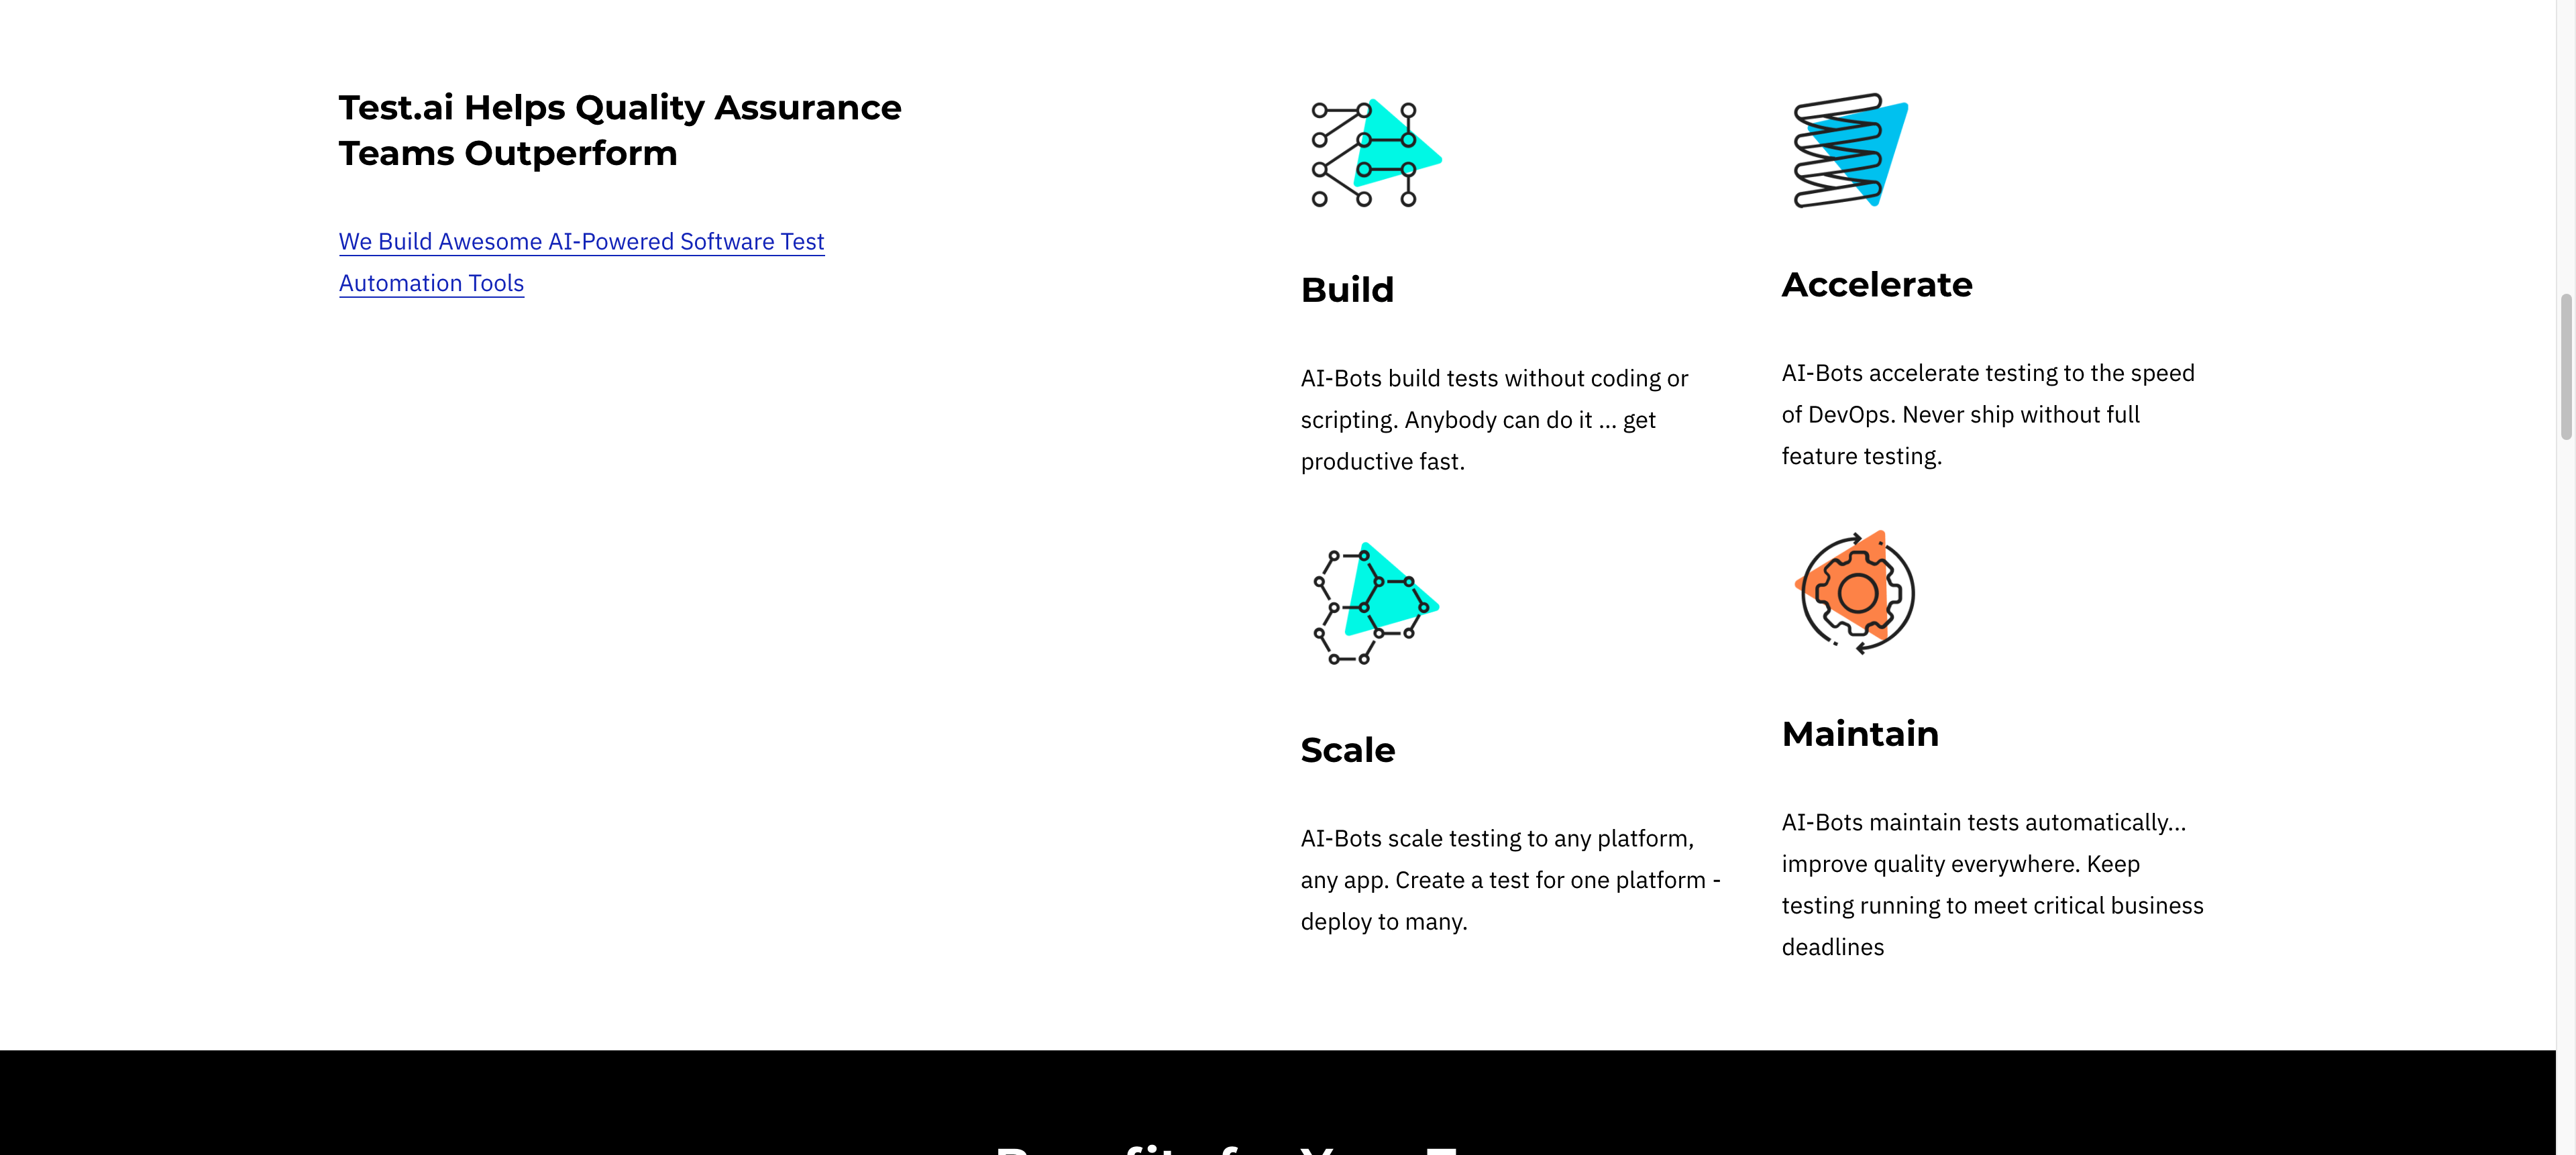 Test.ai Helps Quality Assurance
Teams Outperform
We Build Awesome AI-Powered Software Test
Automation Tools
Build
AI-Bots build tests without coding or
scripting. Anybody can do it ... get
productive fast.
Accelerate
AI-Bots accelerate testing to the speed
of DevOps. Never ship without full
feature testing.
Scale
AI-Bots scale testing to any platform,
any app. Create a test for one platform -
deploy to many.
Maintain
AI-Bots maintain tests automatically...
improve quality everywhere. Keep
testing running to meet critical business
deadlines